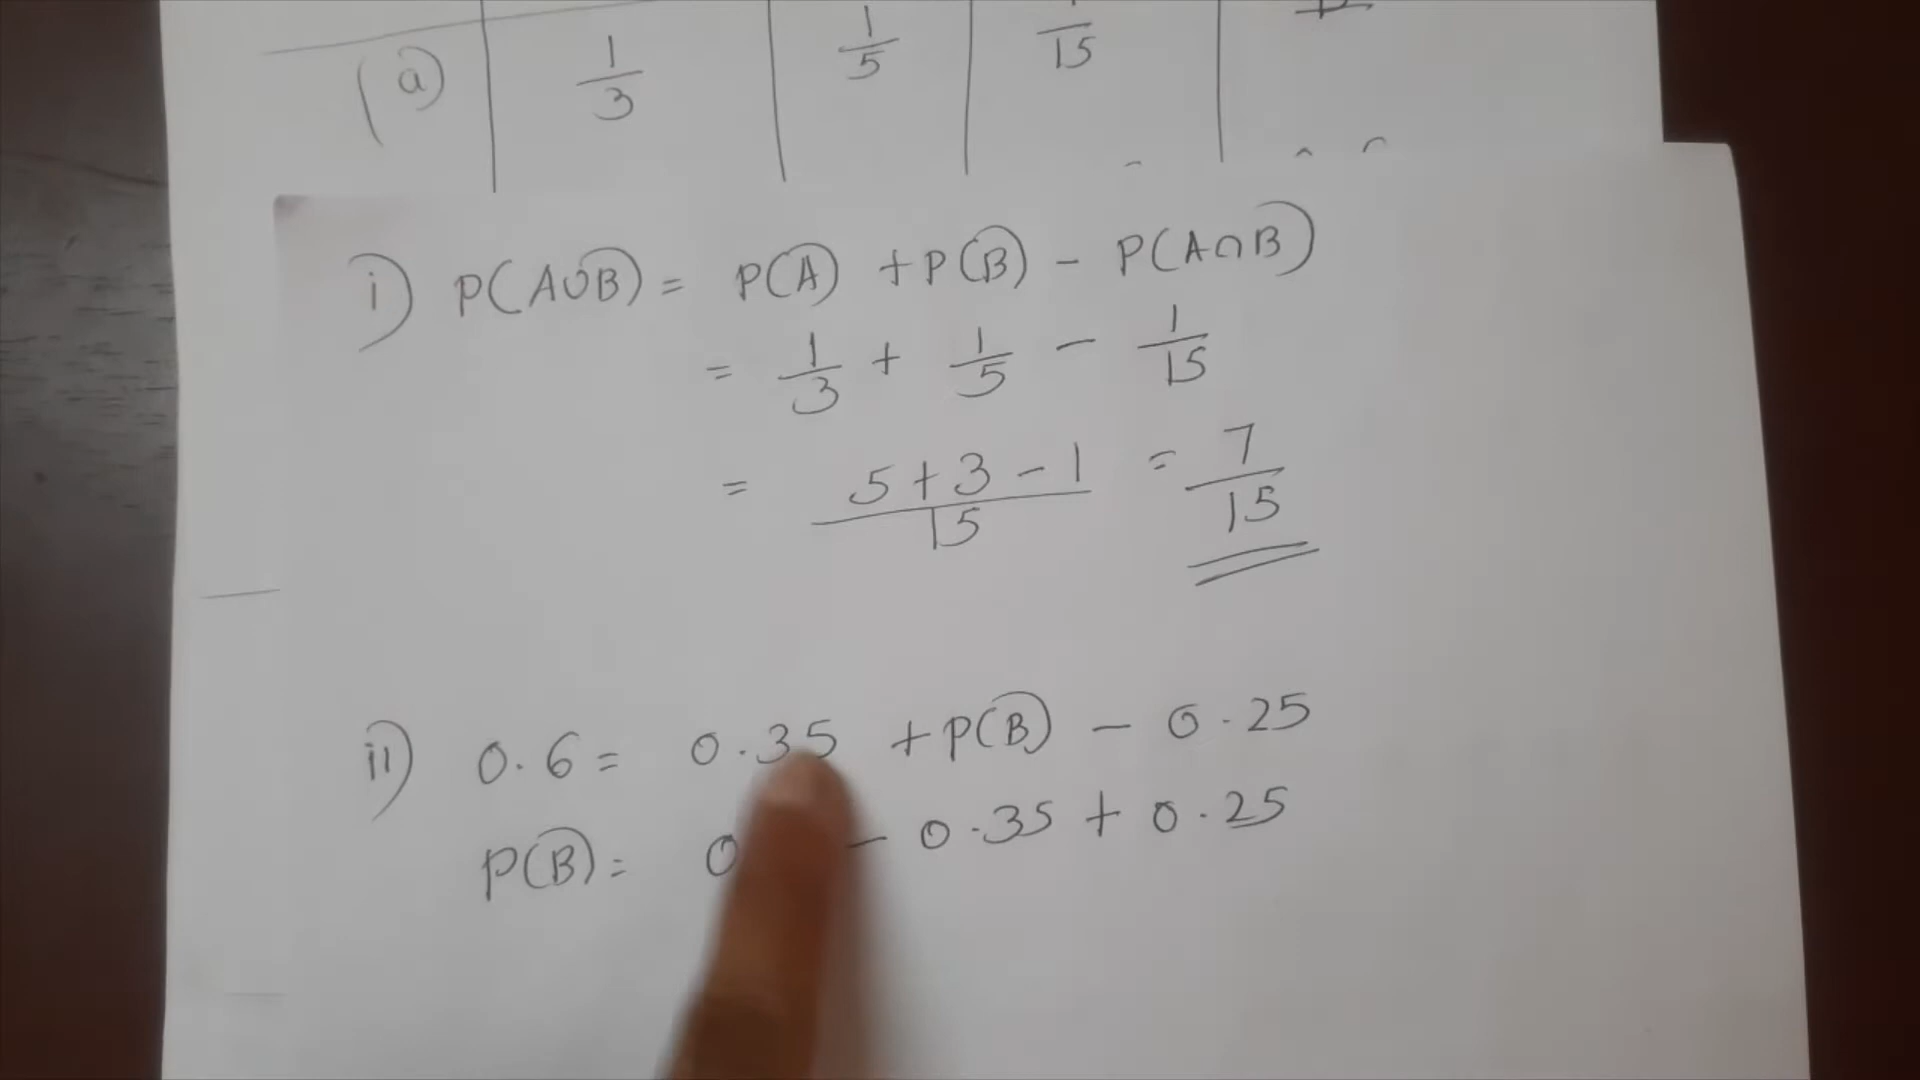 (a) 1/3 1/5 /15
i) P(A∪B) = P(A) + P(B) - P(A∩B)
= 1/3 + 1/5 - 1/15
= (5+3-1)/15 = 7/15
ii) 0.6 = 0.35 + P(B) - 0.25
P(B) = 0 - 0.35 + 0.25